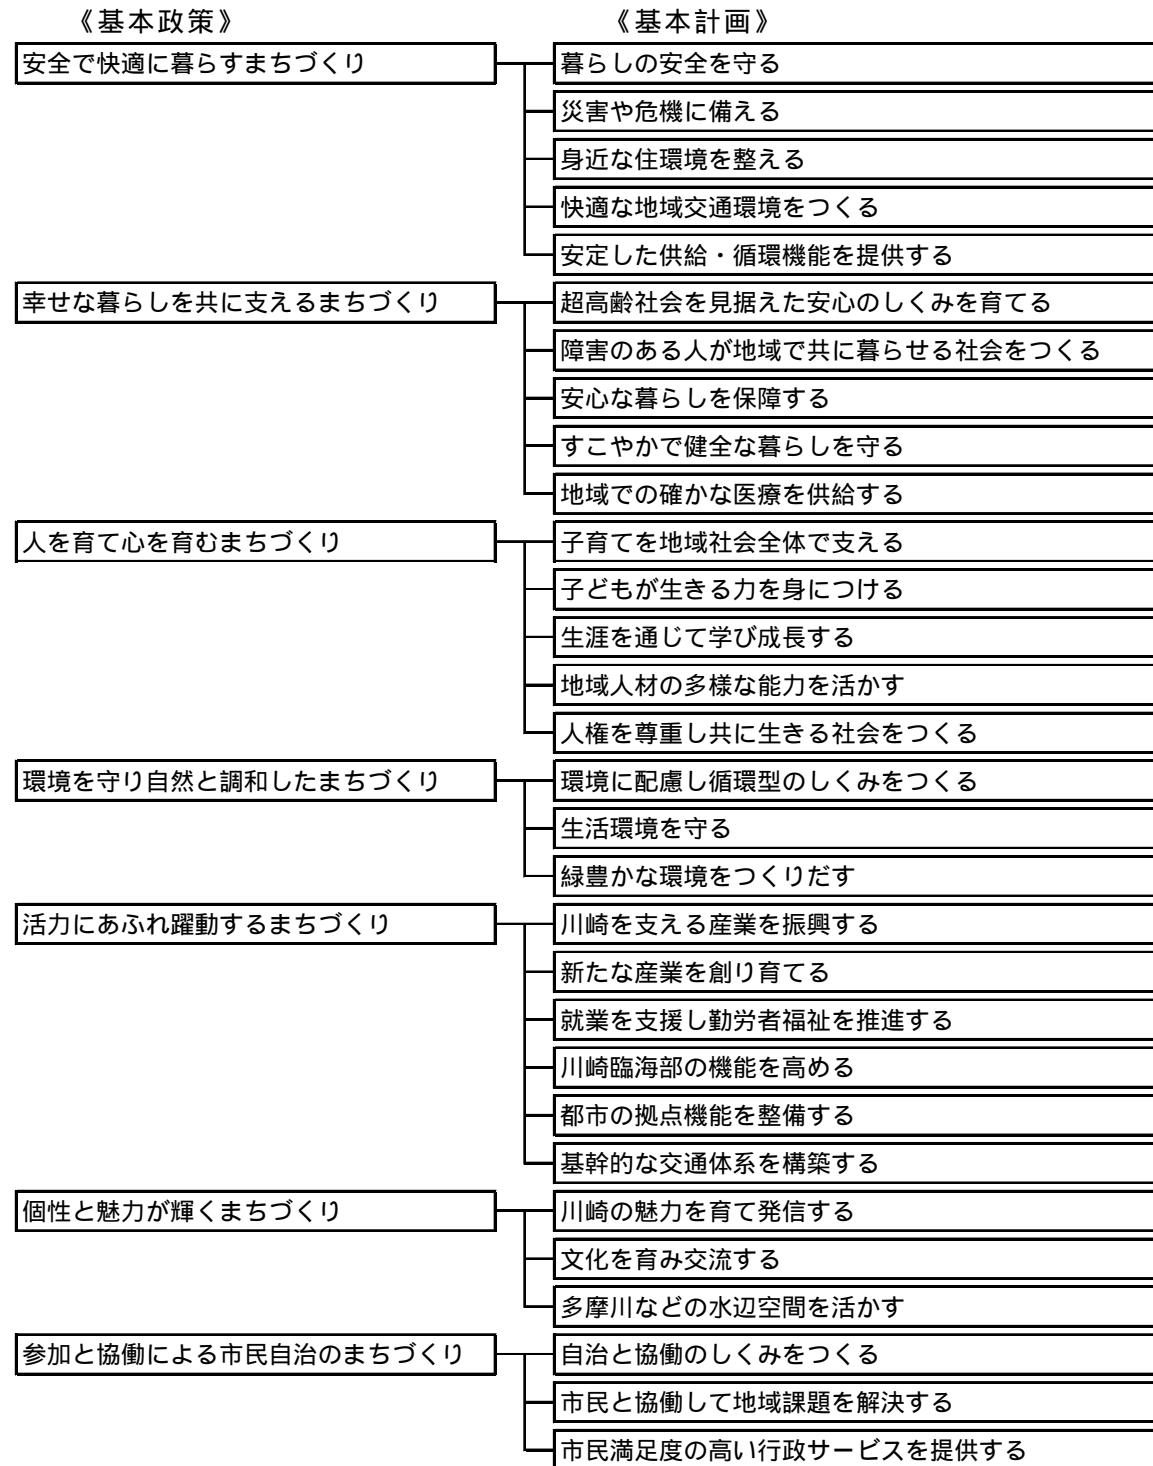 《基本政策》 《基本計画》
安全で快適に暮らすまちづくり 暮らしの安全を守る
災害や危機に備える
身近な住環境を整える
快適な地域交通環境をつくる
安定した供給・循環機能を提供する
幸せな暮らしを共に支えるまちづくり 超高齢社会を見据えた安心のしくみを育てる
障害のある人が地域で共に暮らせる社会をつくる
安心な暮らしを保障する
すこやかで健全な暮らしを守る
地域での確かな医療を供給する
人を育て心を育むまちづくり 子育てを地域社会全体で支える
子どもが生きる力を身につける
生涯を通じて学び成長する
地域人材の多様な能力を活かす
人権を尊重し共に生きる社会をつくる
環境を守り自然と調和したまちづくり 環境に配慮し循環型のしくみをつくる
生活環境を守る
緑豊かな環境をつくりだす
活力にあふれ躍動するまちづくり 川崎を支える産業を振興する
新たな産業を創り育てる
就業を支援し勤労者福祉を推進する
川崎臨海部の機能を高める
都市の拠点機能を整備する
基幹的な交通体系を構築する
個性と魅力が輝くまちづくり 川崎の魅力を育て発信する
文化を育み交流する
多摩川などの水辺空間を活かす
参加と協働による市民自治のまちづくり 自治と協働のしくみをつくる
市民と協働して地域課題を解決する
市民満足度の高い行政サービスを提供する